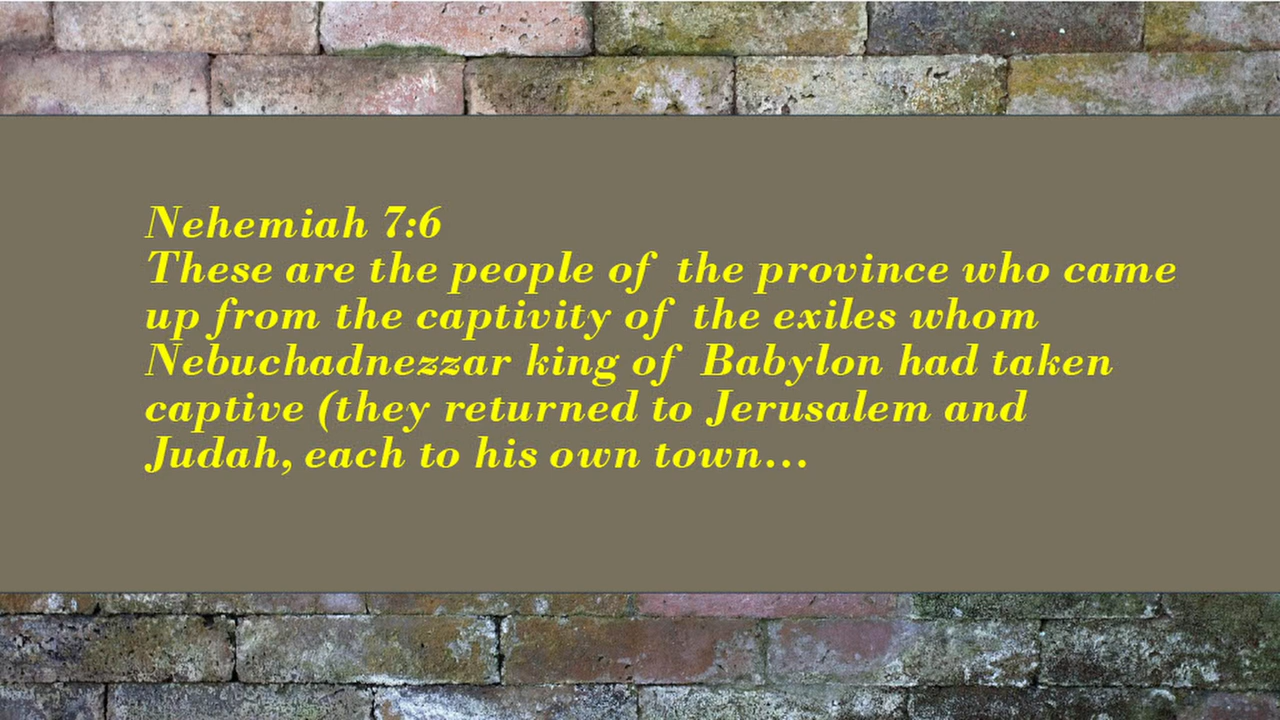 Nehemiah 7:6
These are the people of the province who came
up from the captivity of the exiles whom
Nebuchadnezzar king of Babylon had taken
captive (they returned to Jerusalem and
Judah, each to his own town...